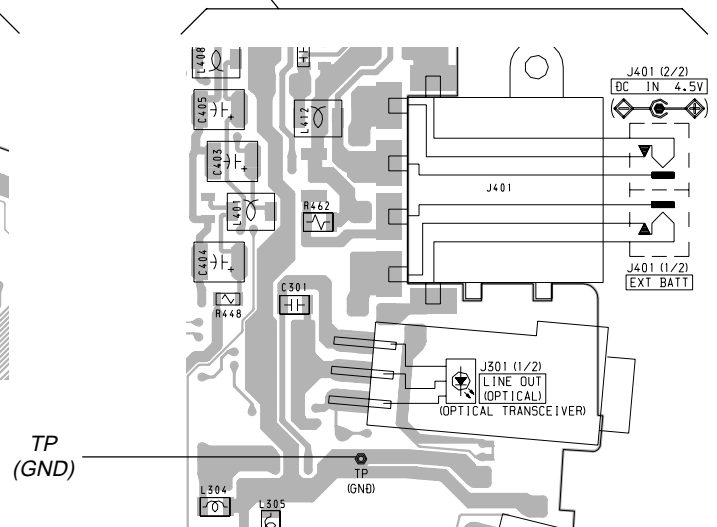 L408
C405
L412
C403
L401
R462
C404
C301
R448
J401 (2/2)
DC IN 4.5V
J401
J401 (1/2)
EXT BATT
J301 (1/2)
LINE OUT
(OPTICAL)
(OPTICAL TRANSCEIVER)
TP
(GND)
TP
(GND)
L304
L305